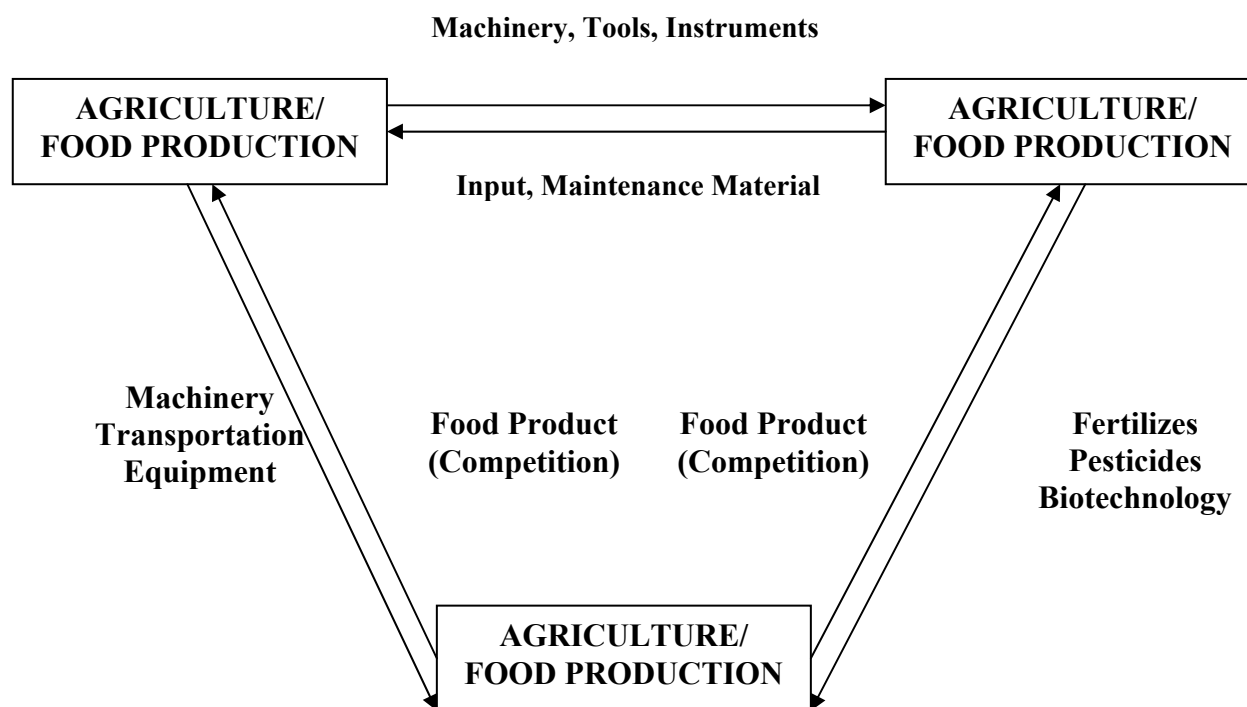 Machinery, Tools, Instruments
AGRICULTURE/
FOOD PRODUCTION
AGRICULTURE/
FOOD PRODUCTION
Input, Maintenance Material
Machinery
Transportation
Equipment
Food Product
(Competition)
Food Product
(Competition)
Fertilizes
Pesticides
Biotechnology
AGRICULTURE/
FOOD PRODUCTION